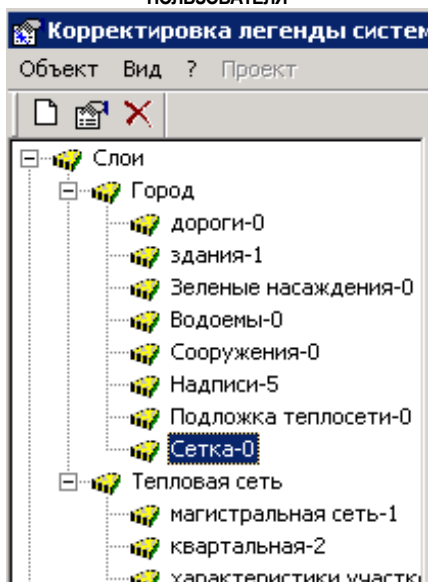 ПОЛЬЗОВАТЕЛЯ
Корректировка легенды систем
Объект Вид ? Проект
Слои
Город
дороги-0
здания-1
Зеленые насаждения-0
Водоемы-0
Сооружения-0
Надписи-5
Подложка теплосети-0
Сетка-0
Тепловая сеть
магистральная сеть-1
квартальная-2
характеристики участк